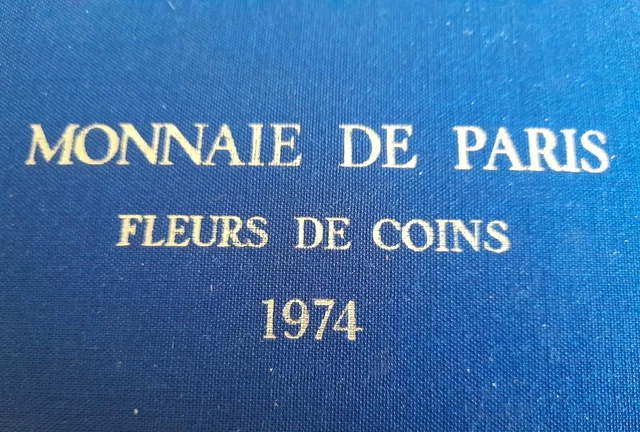 MONNAIE DE PARIS
FLEURS DE COINS
1974